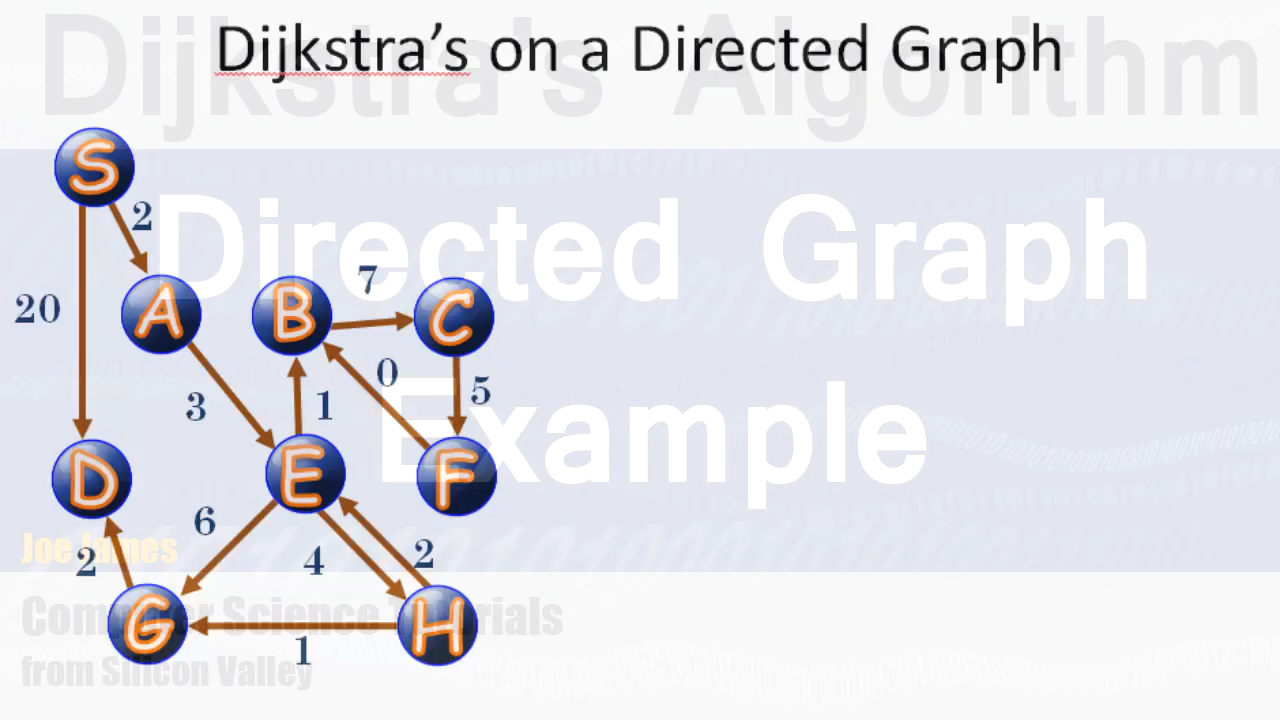 Dijkstra's Algorithm
Dijkstra's on a Directed Graph
S
2
Directed Graph
20
A
B
7
C
3
1
0
5
Example
D
E
F
6
4
2
Joe James
2
G
H
1
Computer Science Tutorials
from Silicon Valley